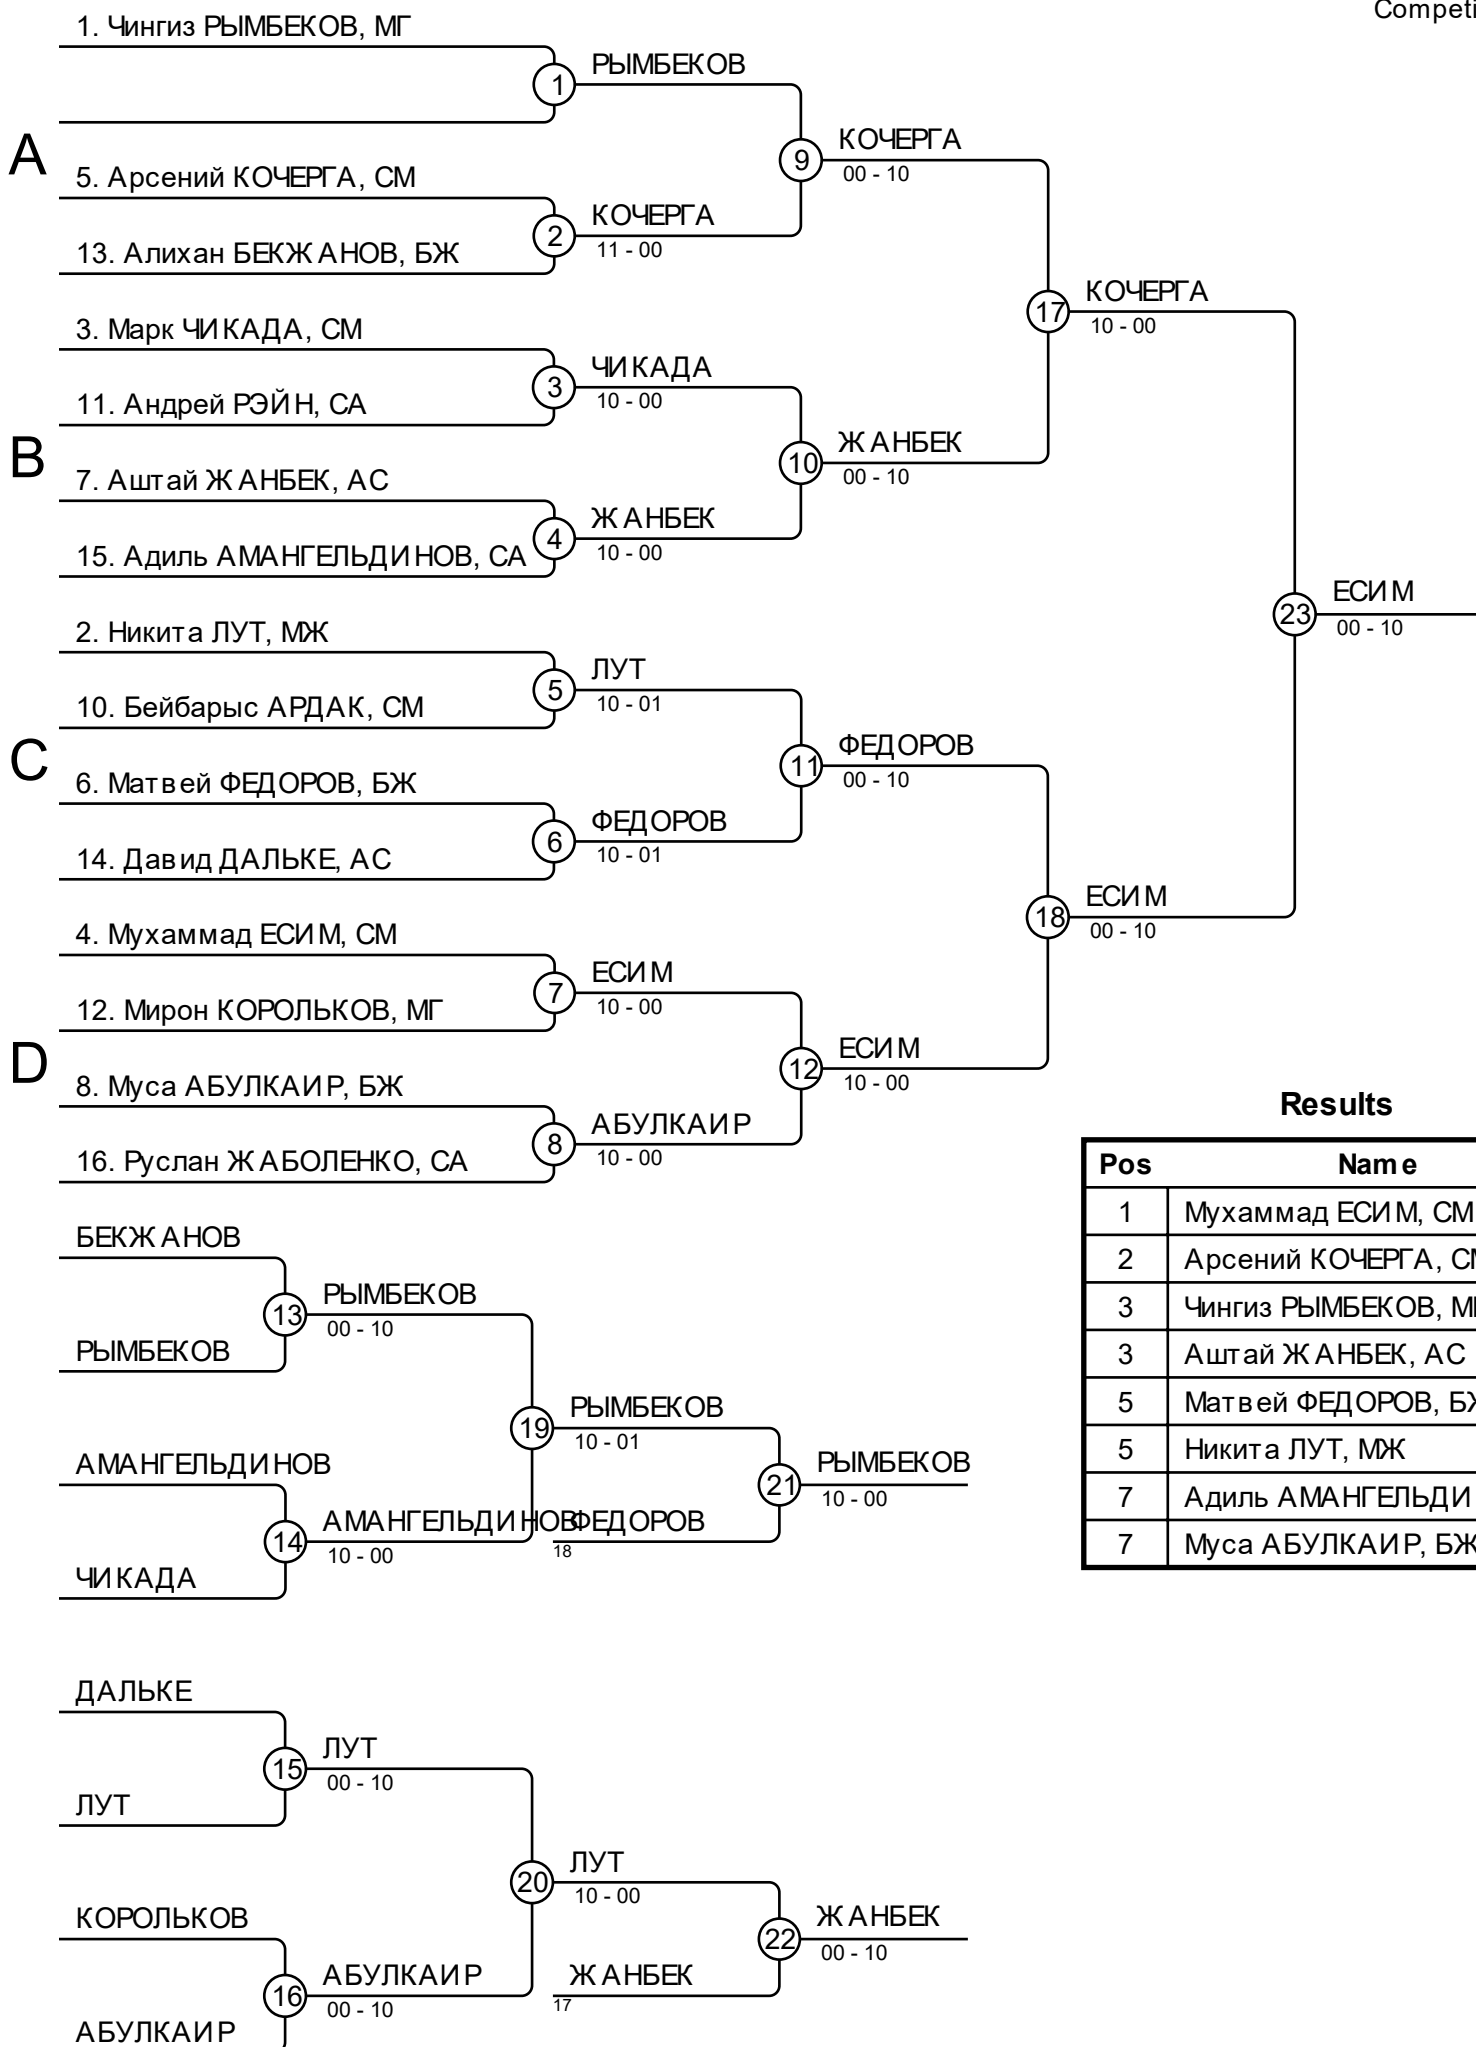 Competi
1. Чингиз РЫМБЕКОВ, МГ
1
РЫМБЕКОВ
A
5. Арсений КОЧЕРГА, СМ
13. Алихан БЕКЖАНОВ, БЖ
2
КОЧЕРГА
11 - 00
9
КОЧЕРГА
00 - 10
3. Марк ЧИКАДА, СМ
11. Андрей РЭЙН, СА
3
ЧИКАДА
10 - 00
B
7. Аштай ЖАНБЕК, АС
15. Адиль АМАНГЕЛЬДИНОВ, СА
4
ЖАНБЕК
10 - 00
10
ЖАНБЕК
00 - 10
17
КОЧЕРГА
10 - 00
2. Никита ЛУТ, МЖ
10. Бейбарыс АРДАК, СМ
5
ЛУТ
10 - 01
C
6. Матвей ФЕДОРОВ, БЖ
14. Давид ДАЛЬКЕ, АС
6
ФЕДОРОВ
10 - 01
11
ФЕДОРОВ
00 - 10
4. Мухаммад ЕСИМ, СМ
12. Мирон КОРОЛЬКОВ, МГ
7
ЕСИМ
10 - 00
D
8. Муса АБУЛКАИР, БЖ
16. Руслан ЖАБОЛЕНКО, СА
8
АБУЛКАИР
10 - 00
12
ЕСИМ
10 - 00
18
ЕСИМ
00 - 10
23
ЕСИМ
00 - 10
Results
Pos Name
1 Мухаммад ЕСИМ, СМ
2 Арсений КОЧЕРГА,
3 Чингиз РЫМБЕКОВ,
3 Аштай ЖАНБЕК, АС
5 Матвей ФЕДОРОВ,
5 Никита ЛУТ, МЖ
7 Адиль АМАНГЕЛЬДИ
7 Муса АБУЛКАИР, БЖ
БЕКЖАНОВ
РЫМБЕКОВ
13
РЫМБЕКОВ
00 - 10
АМАНГЕЛЬДИНОВ
ЧИКАДА
14
АМАНГЕЛЬДИНОВ
10 - 00
19
РЫМБЕКОВ
10 - 01
ФЕДОРОВ
18
21
РЫМБЕКОВ
10 - 00
ДАЛЬКЕ
ЛУТ
15
ЛУТ
00 - 10
КОРОЛЬКОВ
АБУЛКАИР
16
АБУЛКАИР
00 - 10
20
ЛУТ
10 - 00
ЖАНБЕК
17
22
ЖАНБЕК
00 - 10